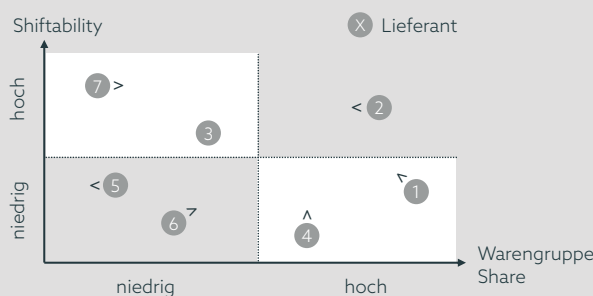 Shiftability
X Lieferant
hoch
7 >
< 2
3
niedrig
< 5
^
1
6 >
^
4
Warengruppe
Share
niedrig
hoch